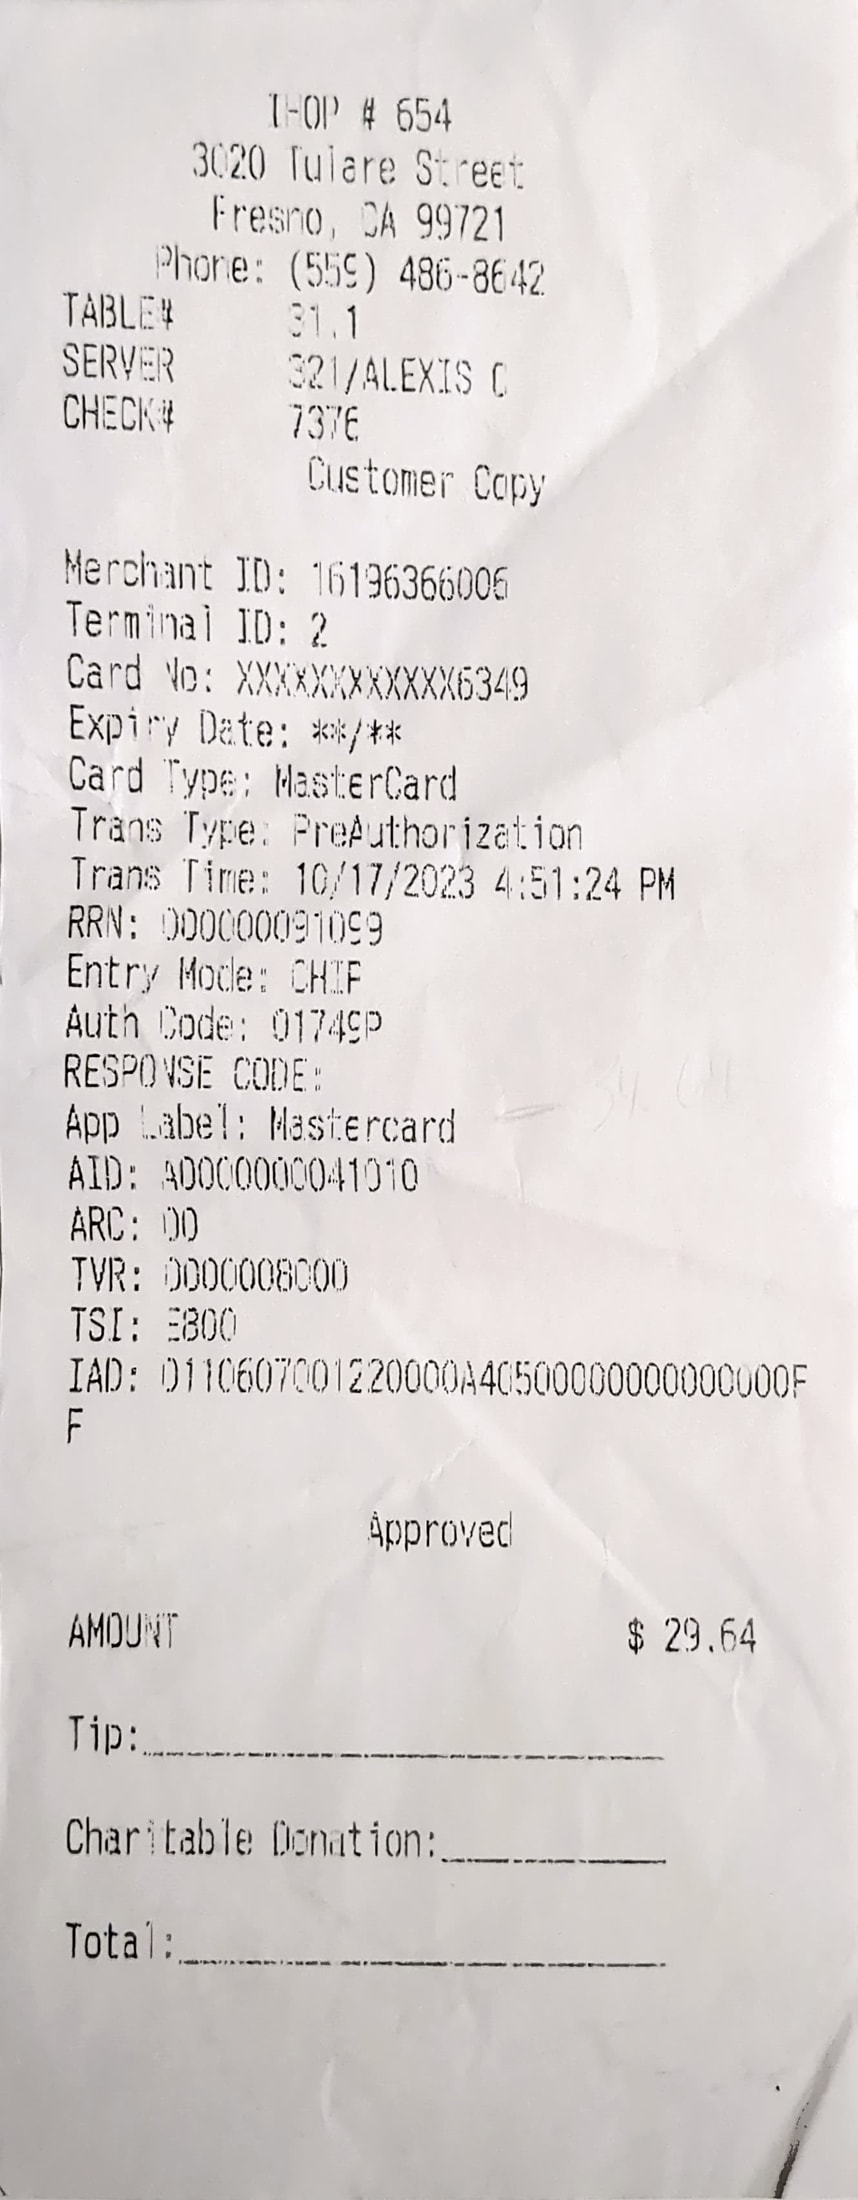 IHOP # 654
3020 Tulare Street
Fresno, CA 99721
Phone: (559) 486-8642
TABLE# 31.1
SERVER 321/ALEXIS C
CHECK# 7376
Customer Copy
Merchant ID: 16196366006
Terminal ID: 2
Card No: XXXXXXXXXXXX6349
Expiry Date: **/**
Card Type: MasterCard
Trans Type: PreAuthorization
Trans Time: 10/17/2023 4:51:24 PM
RRN: 000000091099
Entry Mode: CHIP
Auth Code: 01749P
RESPONSE CODE:
App Label: Mastercard
AID: A0000000041010
ARC: 00
TVR: 0000008000
TSI: E800
IAD: 0110607001220000A40500000000000000F
F
Approved
AMOUNT $ 29.64
Tip:
Charitable Donation:
Total: